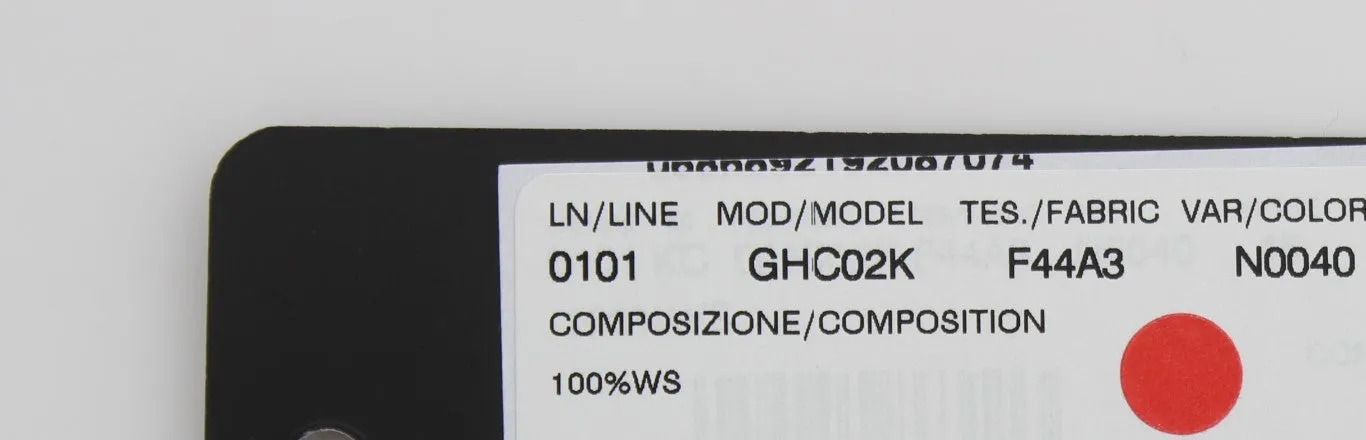 LN/LINE MOD/MODEL TES./FABRIC VAR/COLOR
0101 GHC02K F44A3 N0040
COMPOSIZIONE/COMPOSITION
100%WS